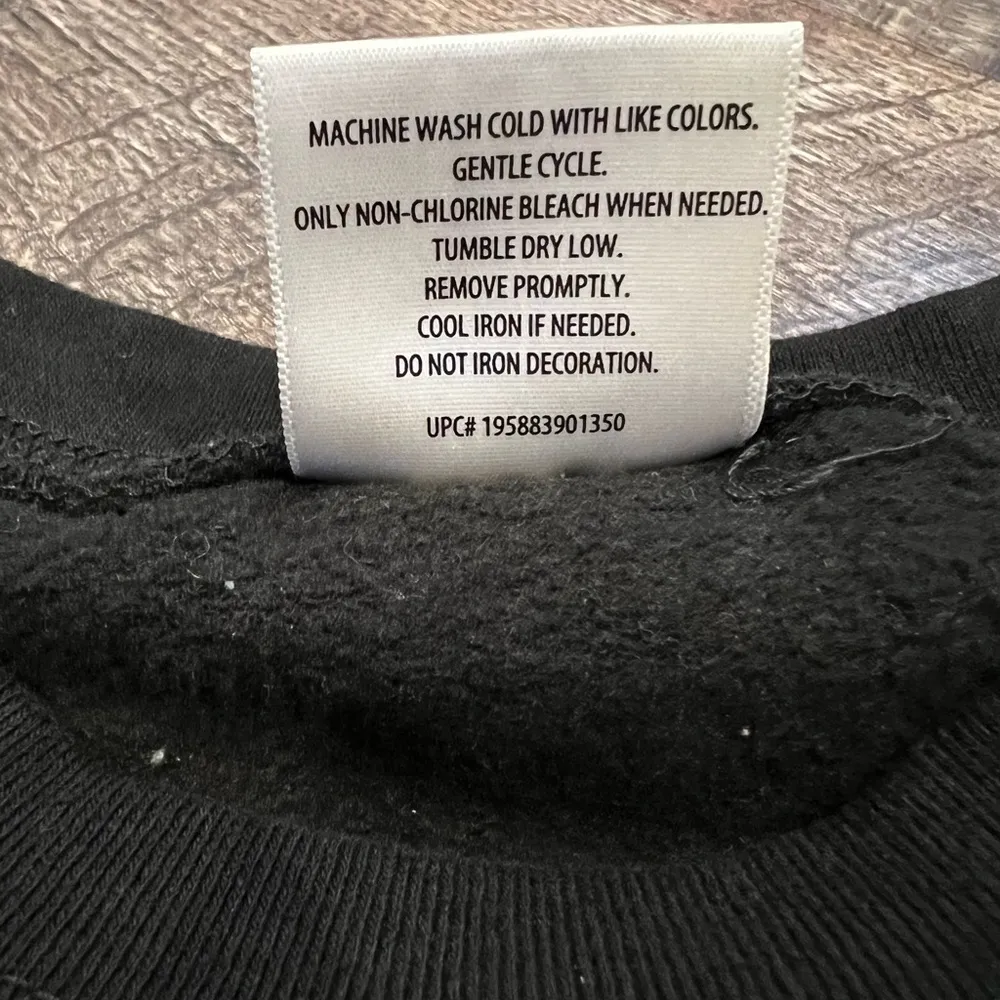 MACHINE WASH COLD WITH LIKE COLORS.
GENTLE CYCLE.
ONLY NON-CHLORINE BLEACH WHEN NEEDED.
TUMBLE DRY LOW.
REMOVE PROMPTLY.
COOL IRON IF NEEDED.
DO NOT IRON DECORATION.
UPC# 195883901350